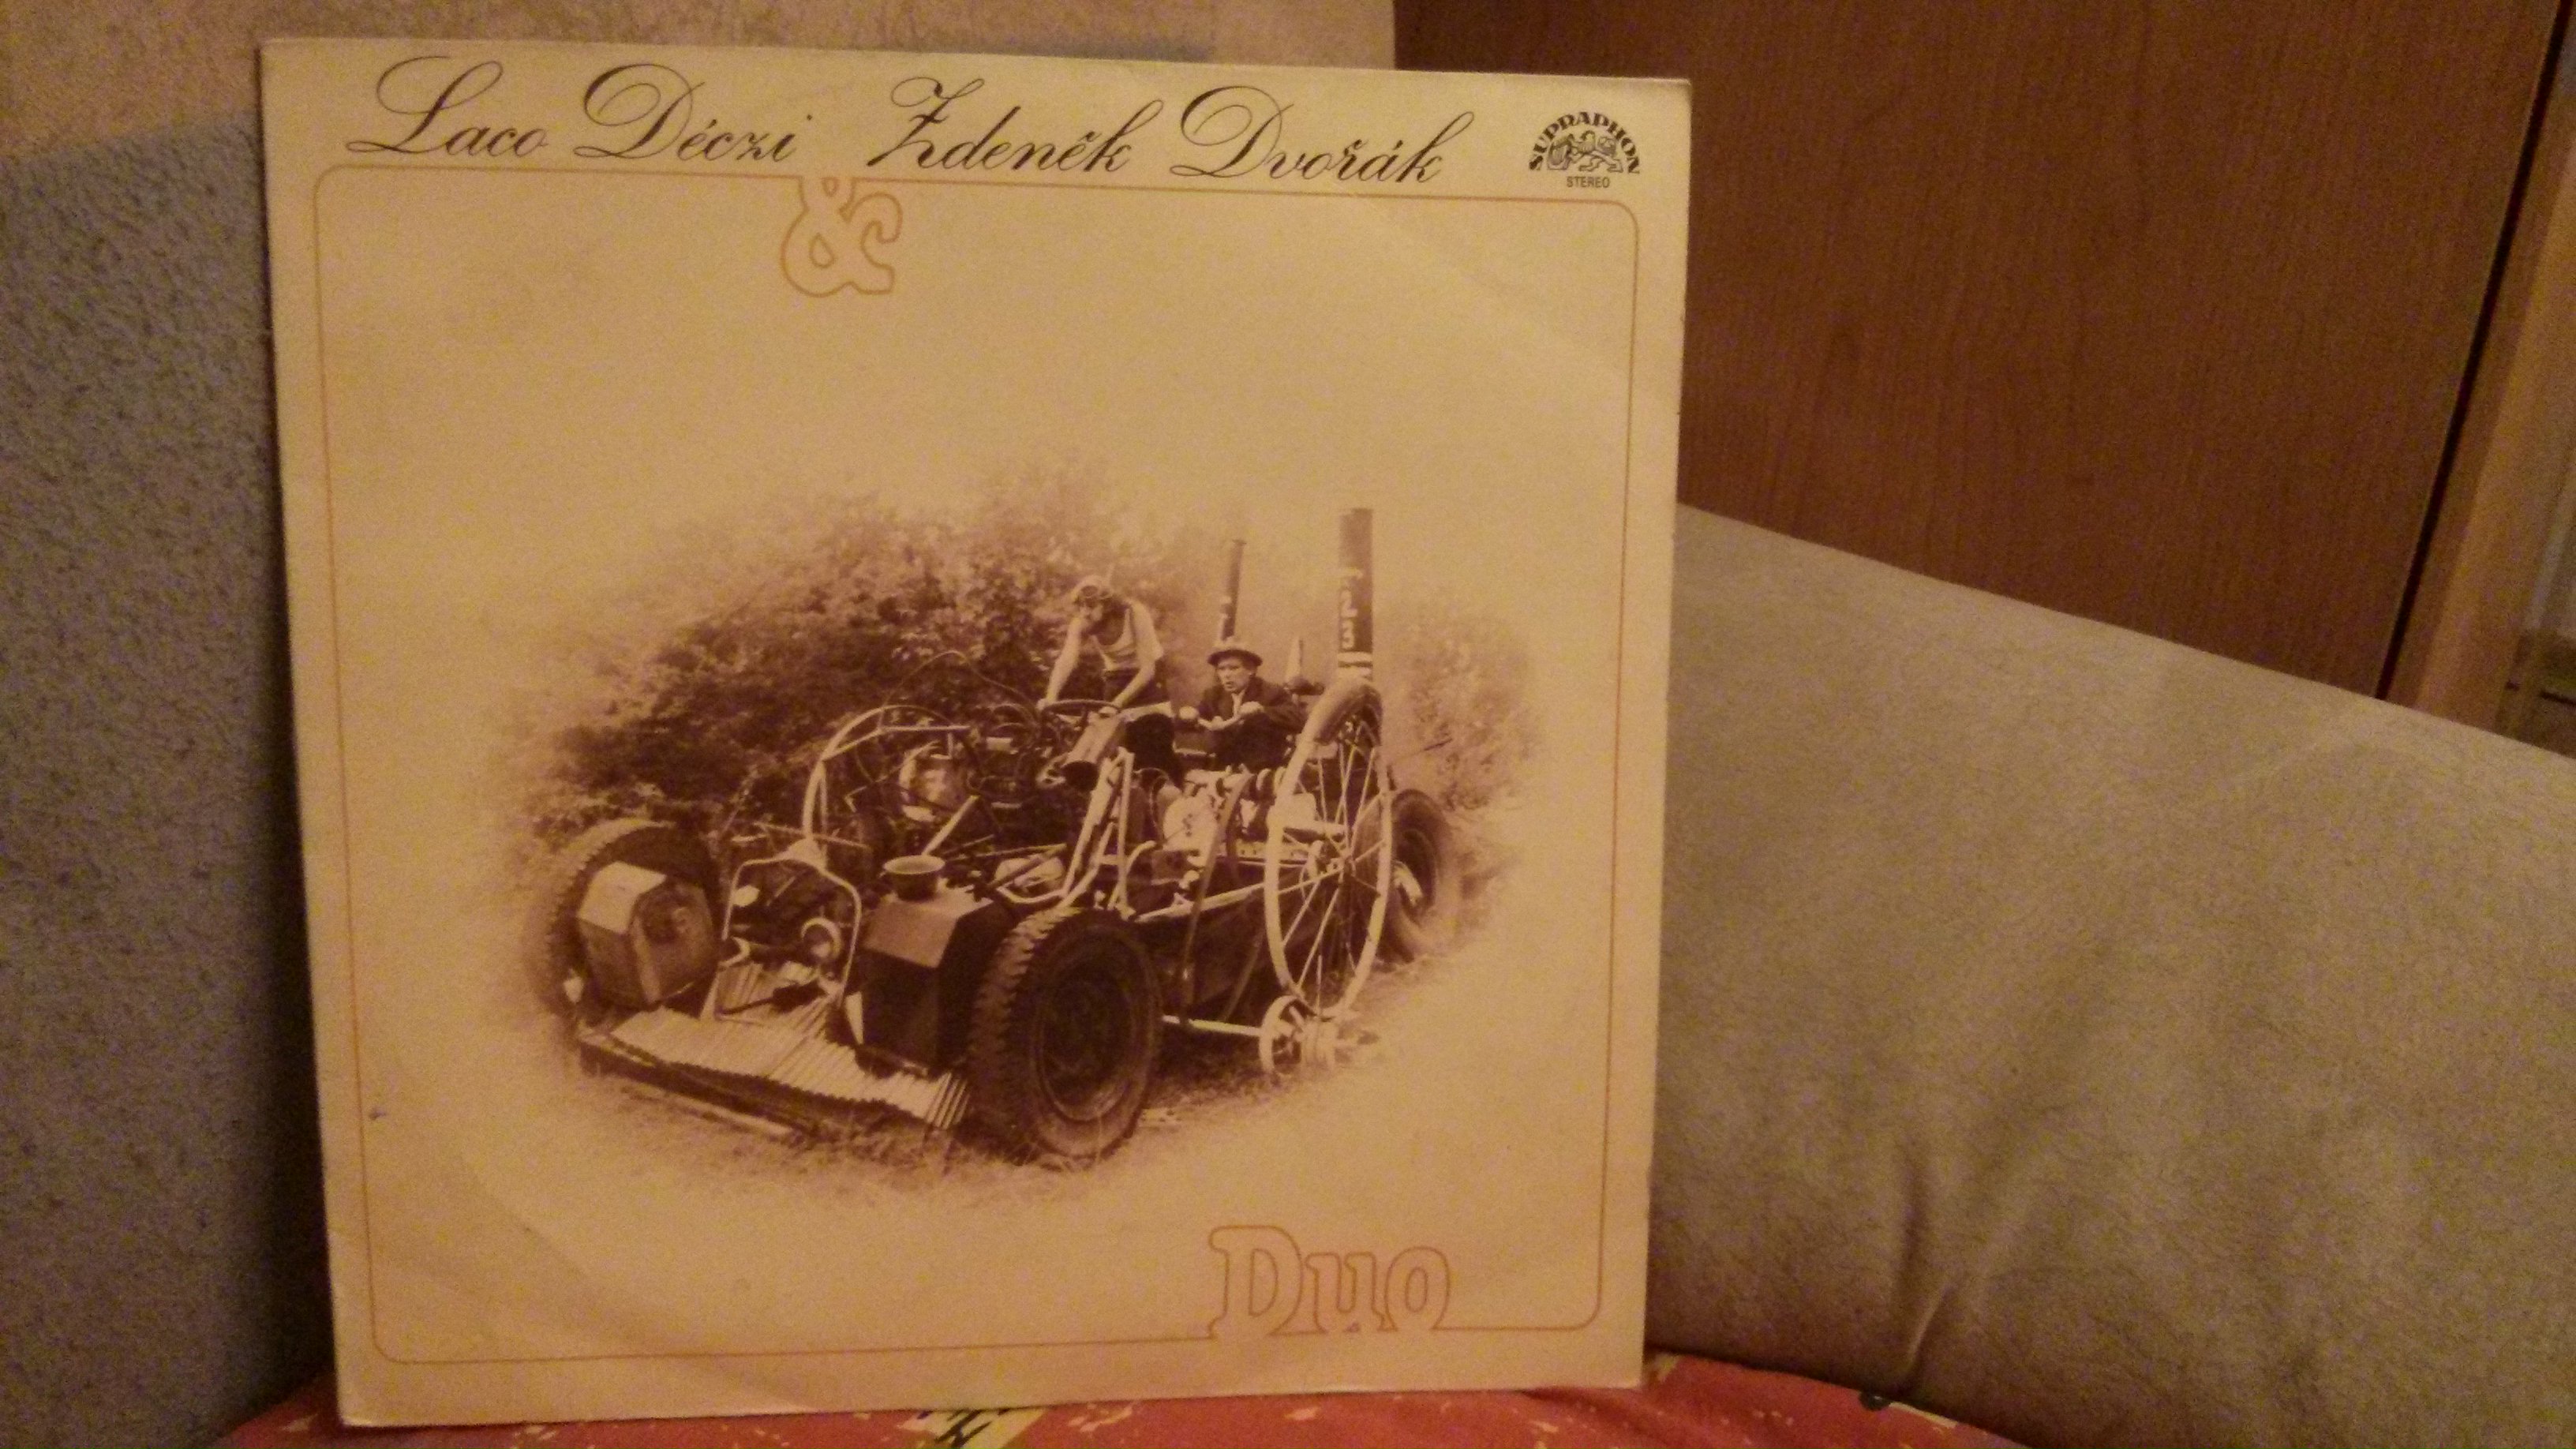 Laco Déczi Zdeněk Dvořák
SUPRAPHON
STEREO
&
Duo